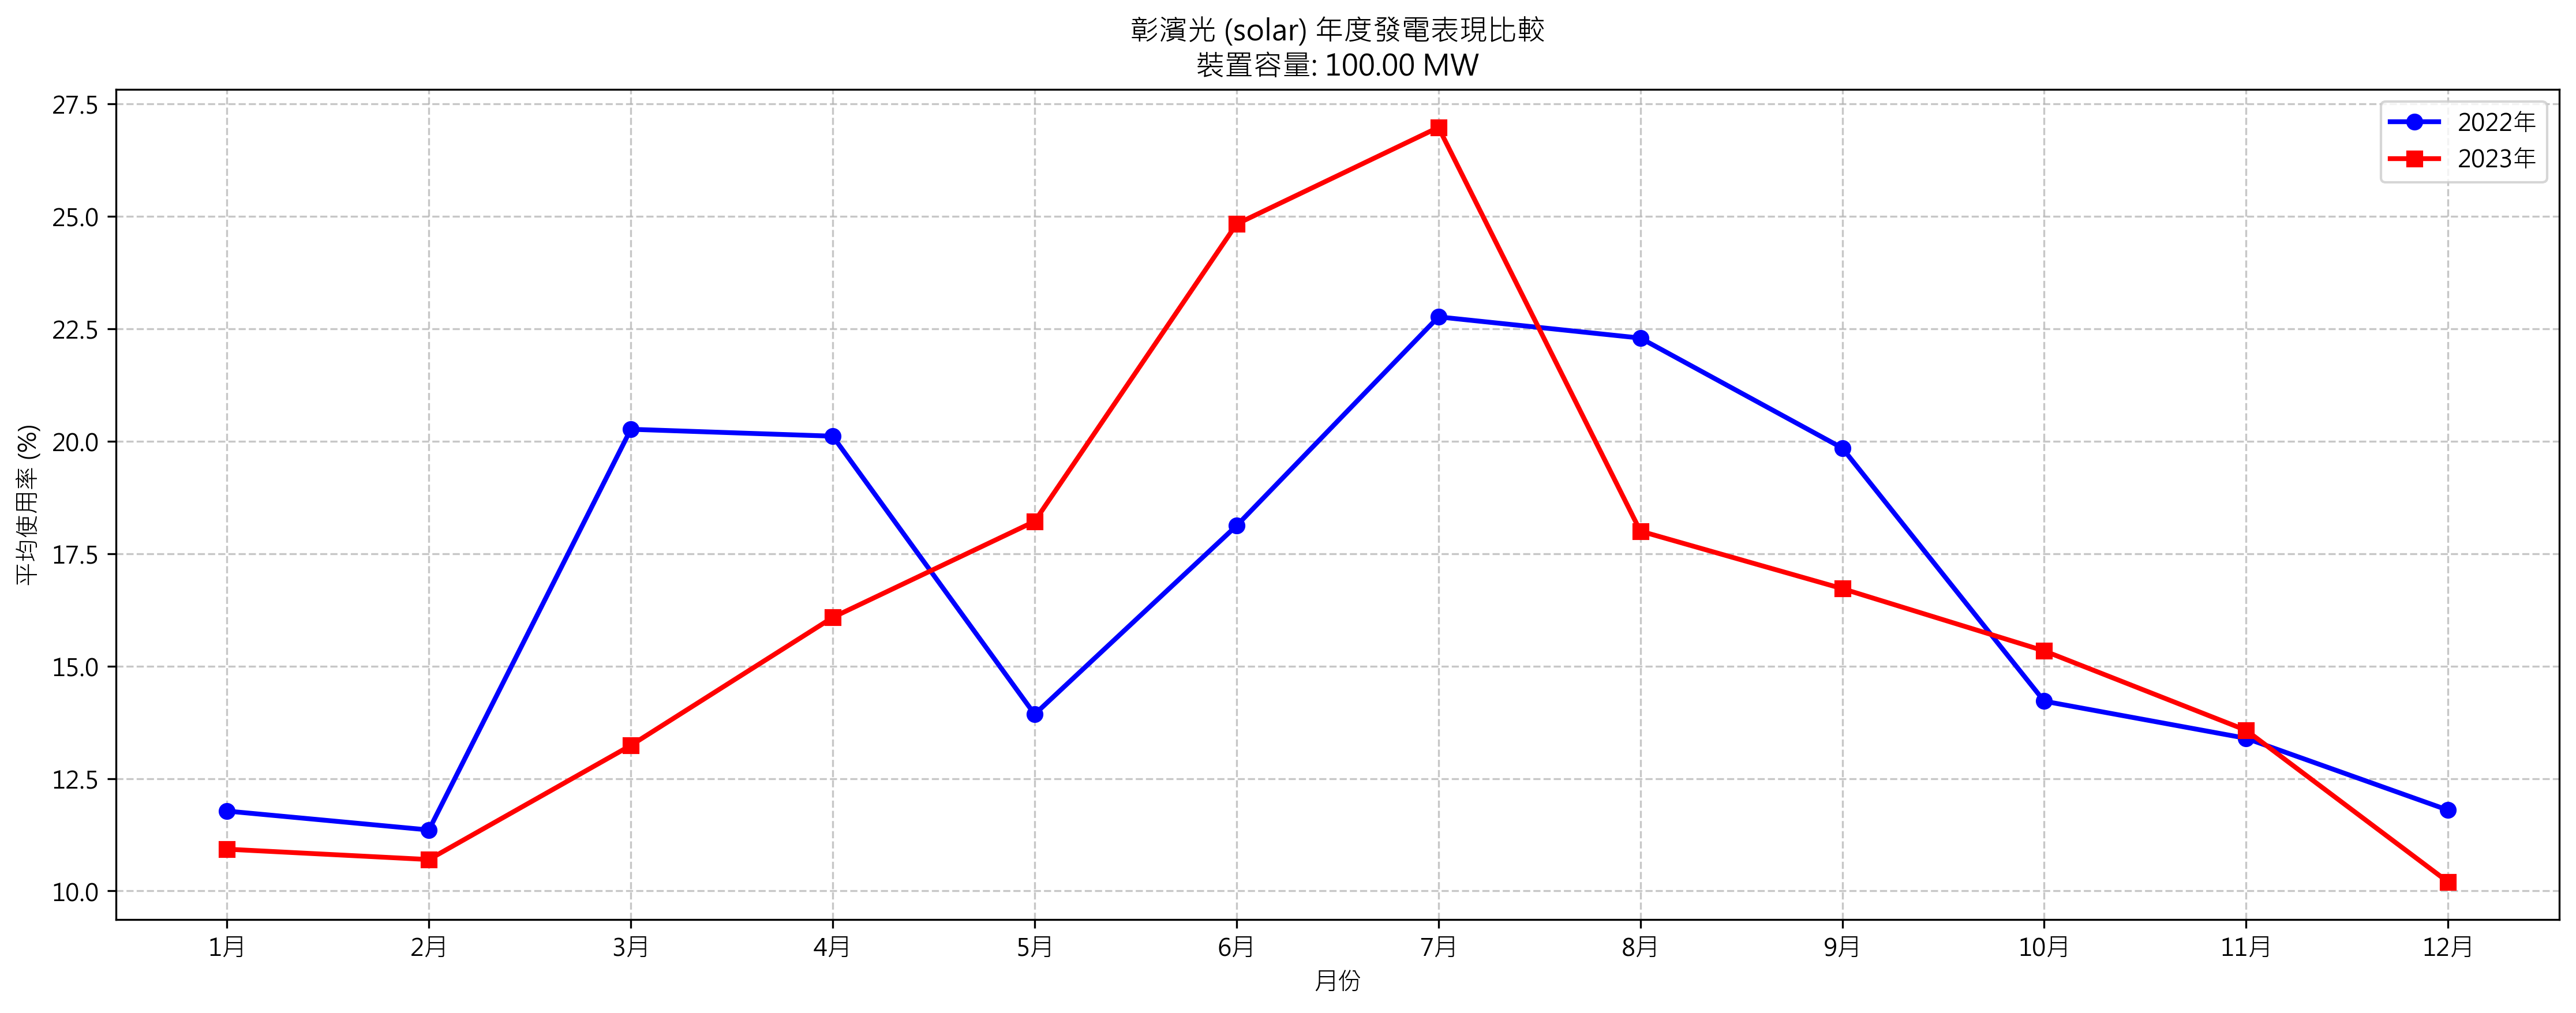 彰濱光 (solar) 年度發電表現比較
裝置容量: 100.00 MW
27.5
25.0
22.5
20.0
17.5
15.0
12.5
10.0
平均使用率 (%)
2022年
2023年
1月 2月 3月 4月 5月 6月 7月 8月 9月 10月 11月 12月
月份